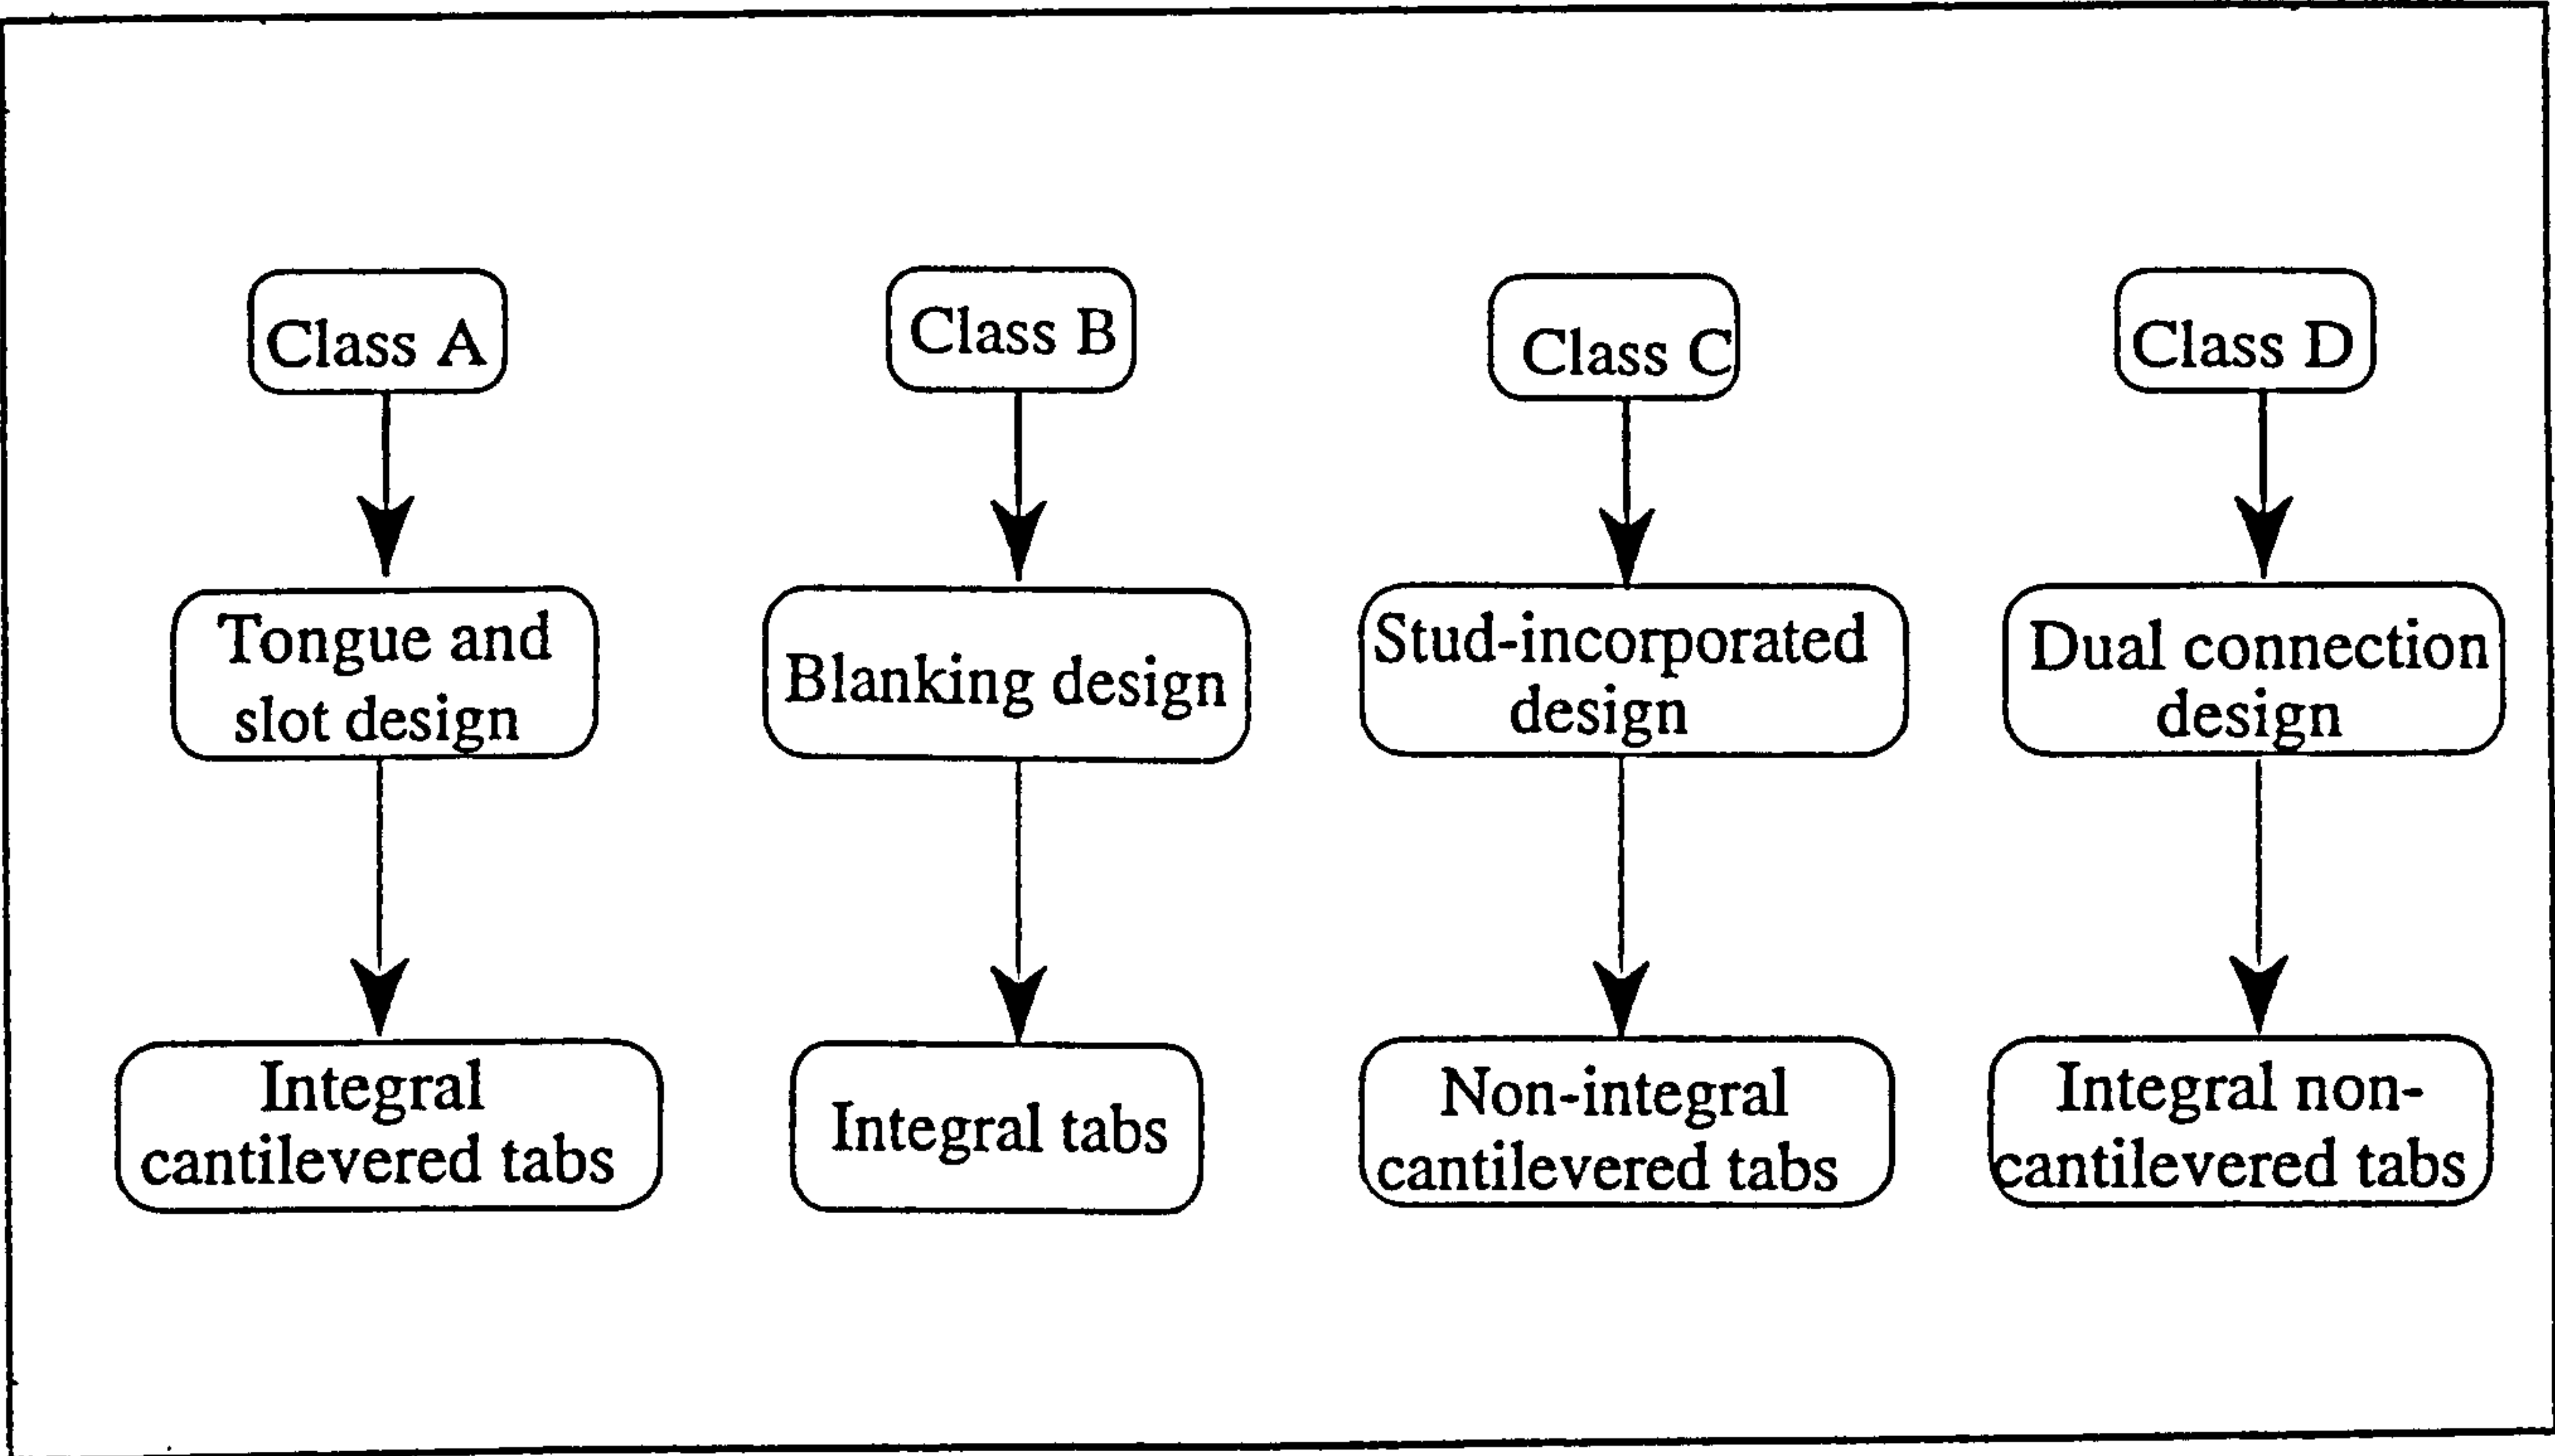 Class A
Class B
Class C
Class D
Tongue and
slot design
Blanking design
Stud-incorporated
design
Dual connection
design
Integral
cantilevered tabs
Integral tabs
Non-integral
cantilevered tabs
Integral non-
cantilevered tabs